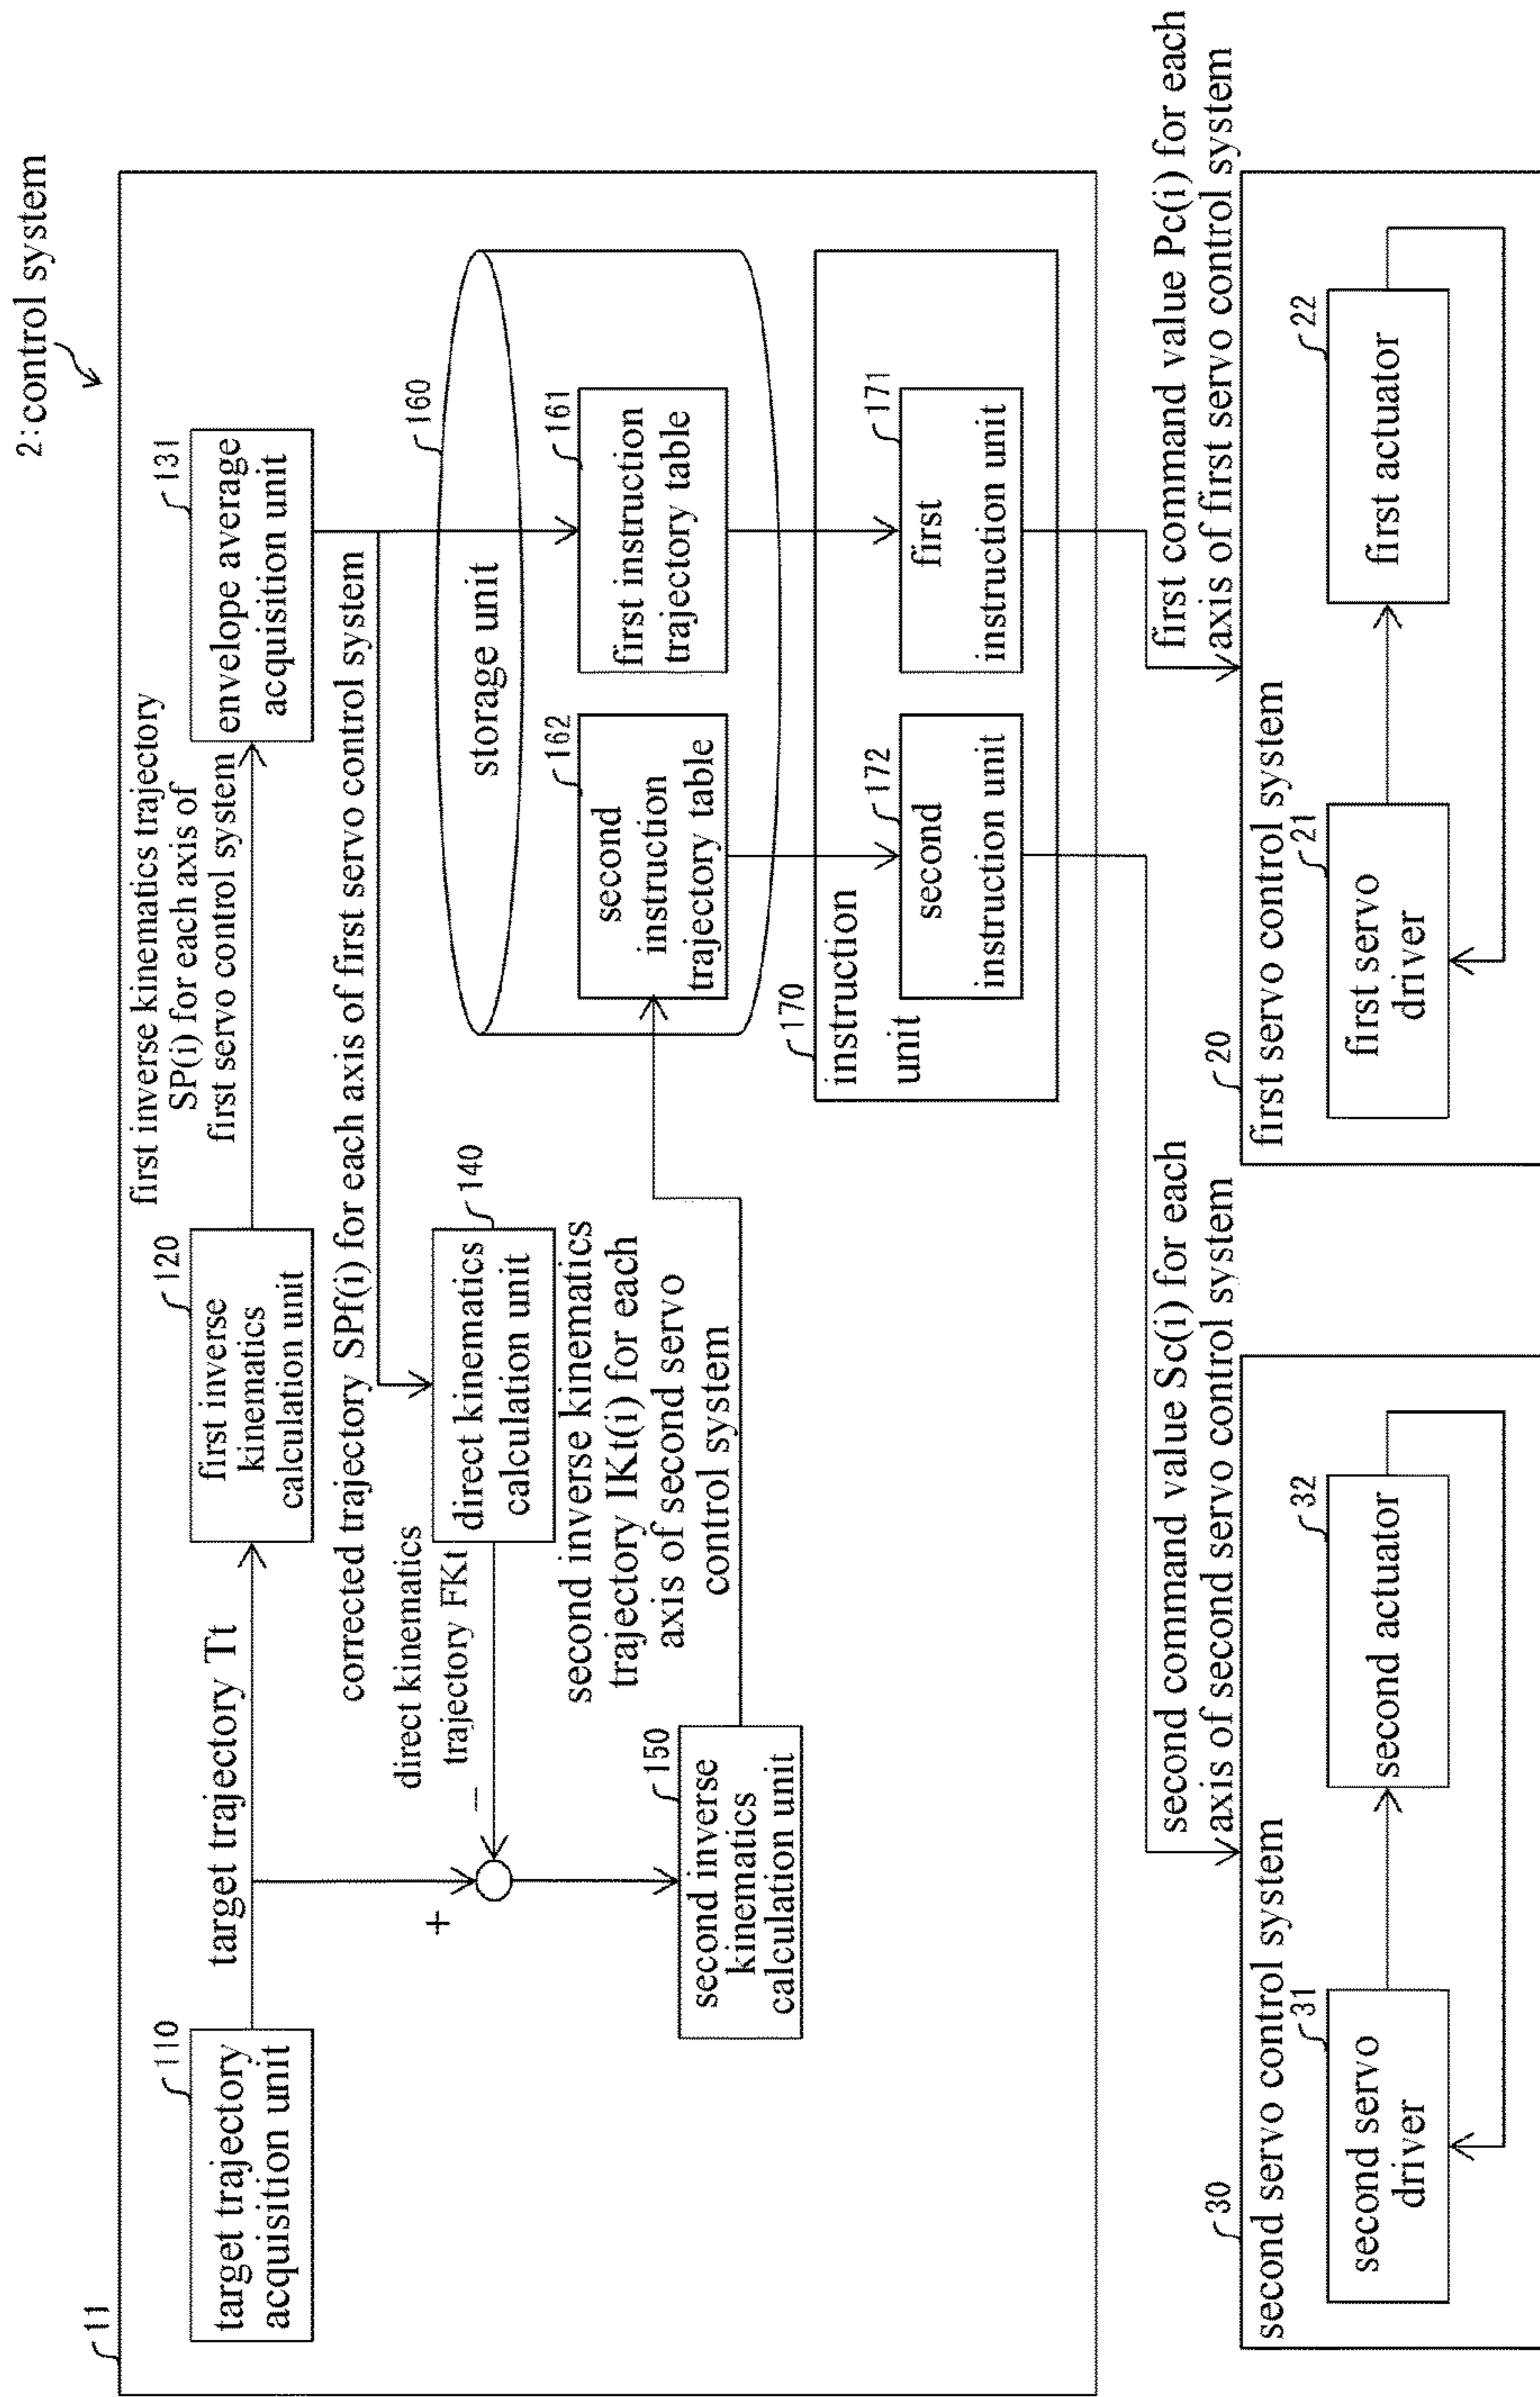 2:control system
11
110
target trajectory
acquisition unit
target trajectory Tt
120
first inverse
kinematics
calculation unit
first inverse kinematics trajectory
SP(i) for each axis of
first servo control system
131
envelope average
acquisition unit
corrected trajectory SPf(i) for each axis of first servo control system
+
−
direct kinematics
trajectory FKt
140
direct kinematics
calculation unit
150
second inverse
kinematics
calculation unit
second inverse kinematics
trajectory IKt(i) for each
axis of second servo
control system
160
storage unit
162
second
instruction
trajectory table
161
first instruction
trajectory table
170
instruction
unit
172
second
instruction unit
171
first
instruction unit
second command value Sc(i) for each
axis of second servo control system
first command value Pc(i) for each
axis of first servo control system
30
second servo control system
31
second servo
driver
32
second actuator
20
first servo control system
21
first servo
driver
22
first actuator